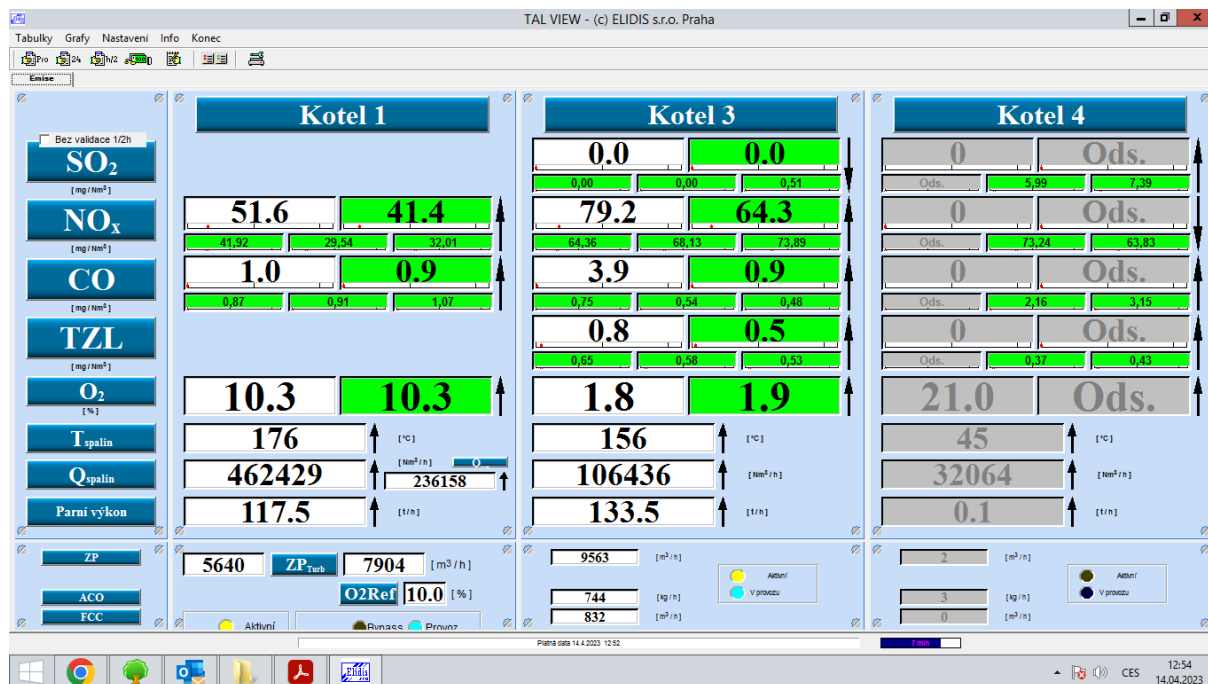 TAL VIEW - (c) ELIDIS s.r.o. Praha
Tabulky Grafy Nastavení Info Konec
Pro 24 h/2
Emise
Kotel 1 Kotel 3 Kotel 4
Bez validace 1/2h
SO2 0.0 0.0 0 Ods.
[mg/Nm3] 0,00 0,00 0,51 Ods. 5,99 7,39
NOx 51.6 41.4 79.2 64.3 0 Ods.
[mg/Nm3] 41,92 29,54 32,01 64,36 68,13 73,89 Ods. 73,24 63,83
CO 1.0 0.9 3.9 0.9 0 Ods.
[mg/Nm3] 0,87 0,91 1,07 0,75 0,54 0,48 Ods. 2,16 3,15
TZL 0.8 0.5 0 Ods.
[mg/Nm3] 0,65 0,58 0,53 Ods. 0,37 0,43
O2 10.3 10.3 1.8 1.9 21.0 Ods.
[%]
Tspalin 176 [°C] 156 [°C] 45 [°C]
Qspalin 462429 [Nm3/h] 236158 106436 [Nm3/h] 32064 [Nm3/h]
Parní výkon 117.5 [t/h] 133.5 [t/h] 0.1 [t/h]
ZP 5640 ZPTurb 7904 [m3/h] 9563 [m3/h] 2 [m3/h]
Aktivní Aktivní
ACO O2Ref 10.0 [%] 744 [kg/h] V provozu 3 [kg/h] V provozu
FCC Aktivní Bypass Provoz 832 [m3/h] 0 [m3/h]
Platná data 14.4.2023 12:52 7 min
Elidis CES 12:54
14.04.2023